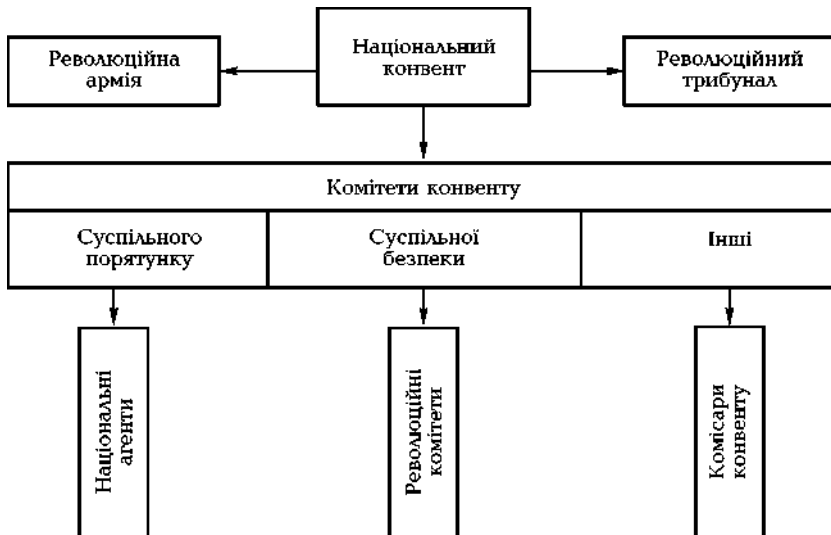 Революційна
армія
Національний
конвент
Революційний
трибунал
Комітети конвенту
Суспільного
порятунку
Суспільної
безпеки
Інші
Національні
агенти
Революційні
комітети
Комісари
конвенту